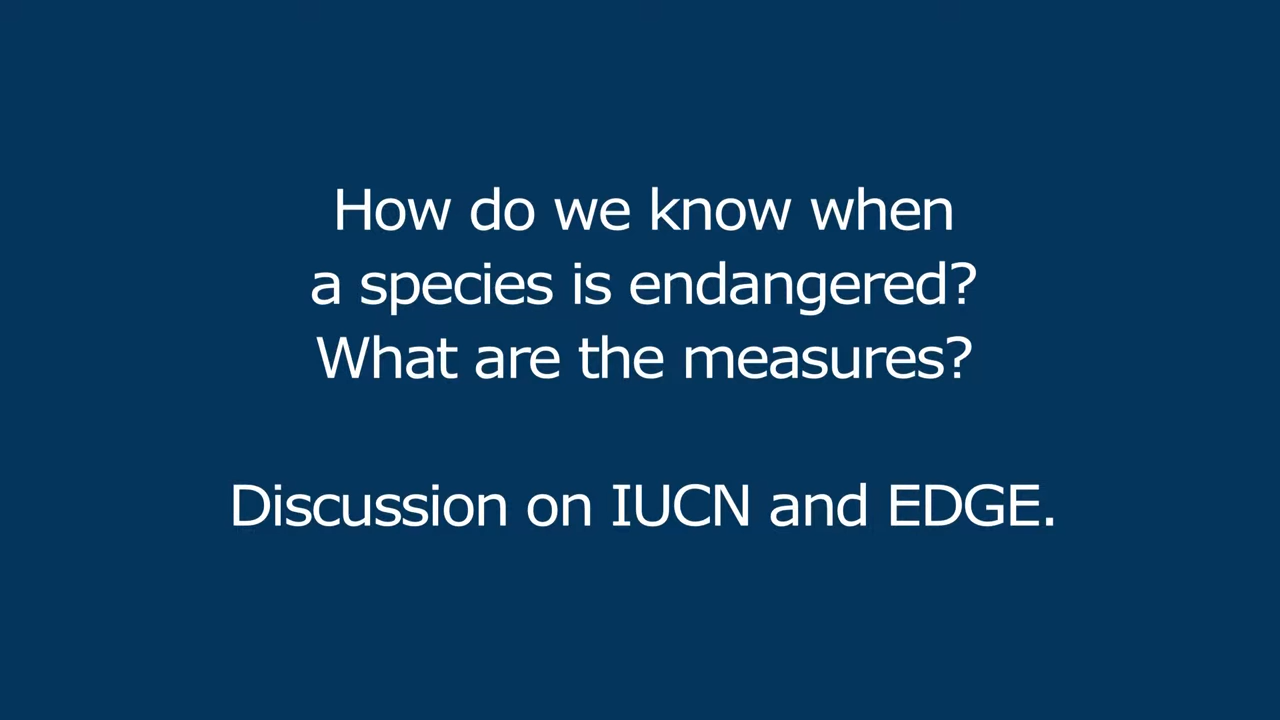 How do we know when
a species is endangered?
What are the measures?
Discussion on IUCN and EDGE.